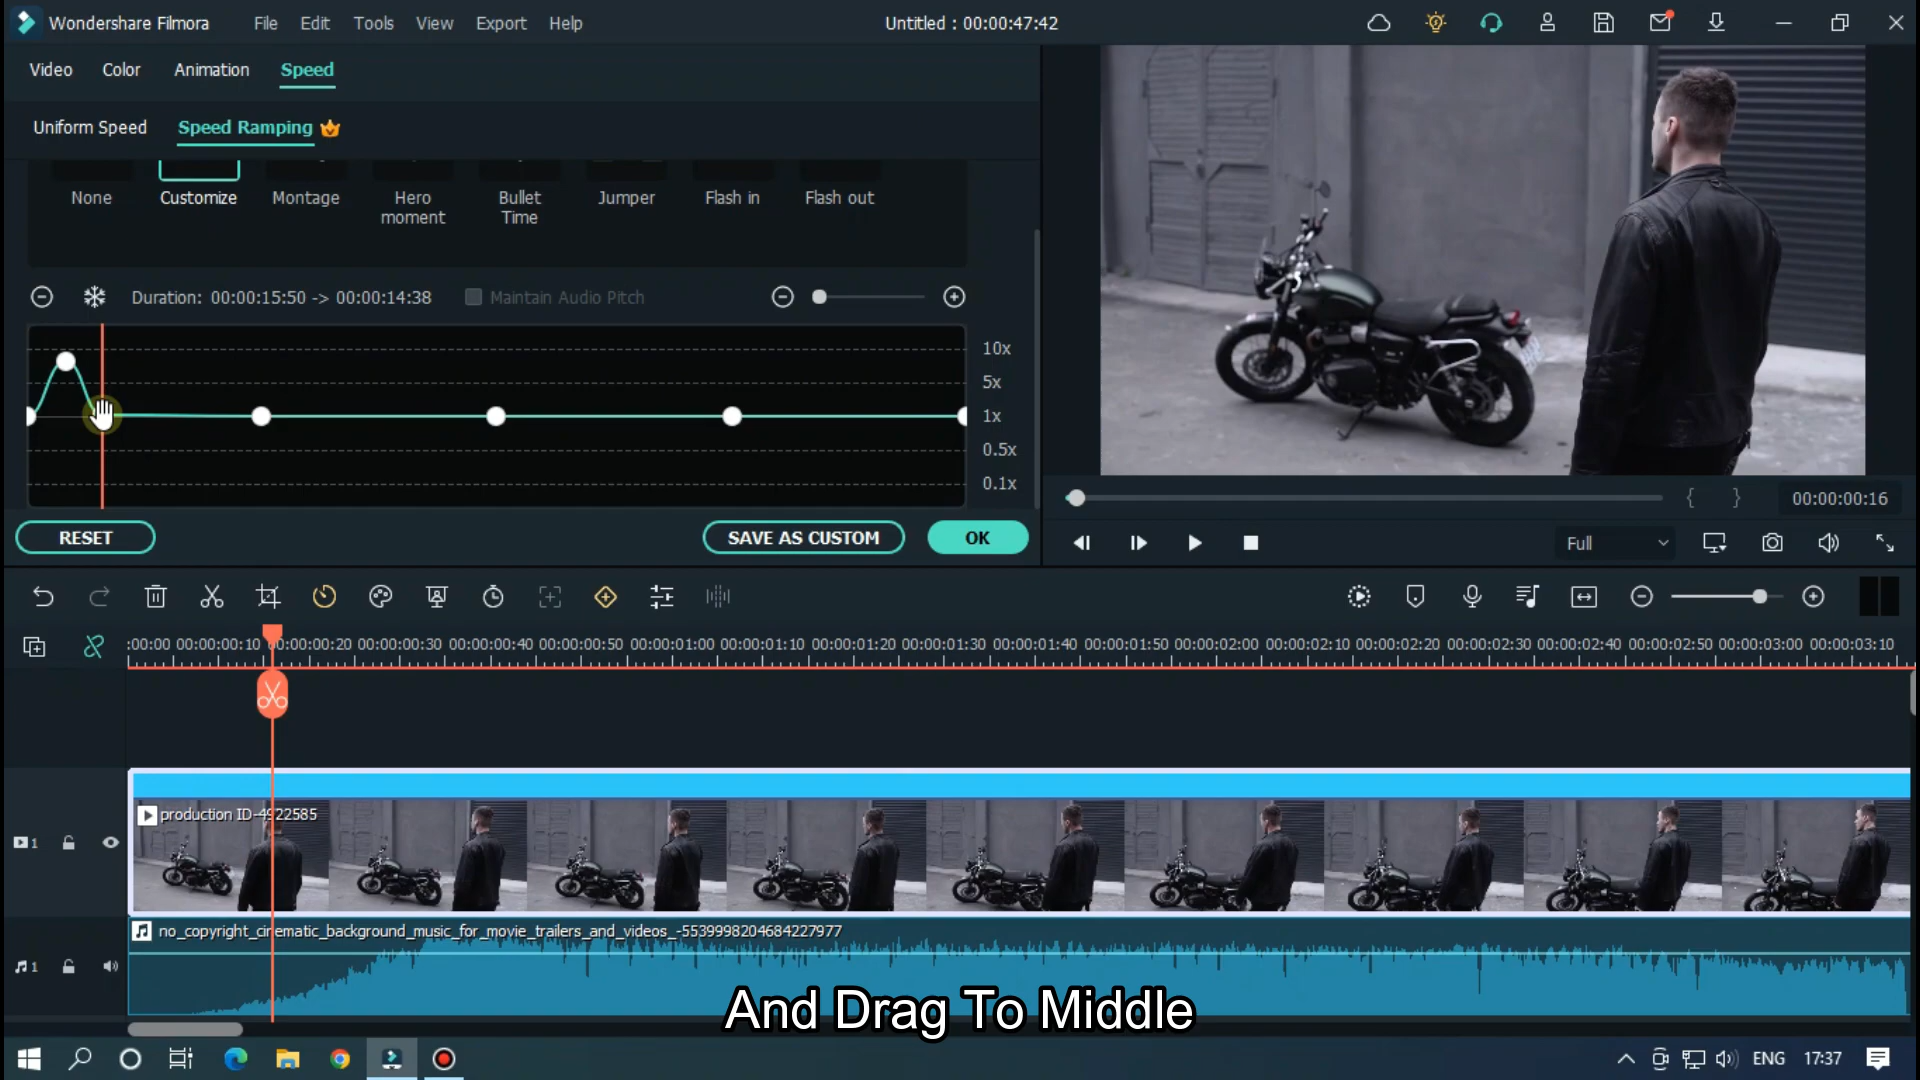 Wondershare Filmora
File Edit Tools View Export Help
Untitled : 00:00:47:42
Video Color Animation Speed
Uniform Speed Speed Ramping
None Customize Montage Hero moment Bullet Time Jumper Flash in Flash out
Duration: 00:00:15:50 -> 00:00:14:38 Maintain Audio Pitch
10x
5x
1x
0.5x
0.1x
RESET SAVE AS CUSTOM OK
{ } 00:00:00:16
Full
:00:00 00:00:00:10 00:00:00:20 00:00:00:30 00:00:00:40 00:00:00:50 00:00:01:00 00:00:01:10 00:00:01:20 00:00:01:30 00:00:01:40 00:00:01:50 00:00:02:00 00:00:02:10 00:00:02:20 00:00:02:30 00:00:02:40 00:00:02:50 00:00:03:00 00:00:03:10
production ID-4922585
1
no_copyright_cinematic_background_music_for_movie_trailers_and_videos_-5539998204684227977
1
And Drag To Middle
ENG 17:37